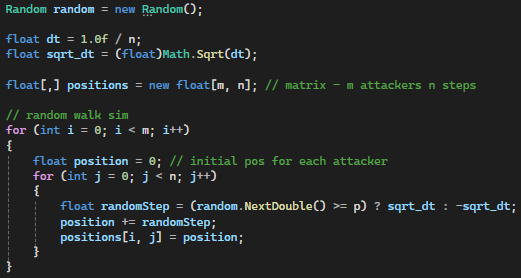 Random random = new Random();
float dt = 1.0f / n;
float sqrt_dt = (float)Math.Sqrt(dt);
float[,] positions = new float[m, n]; // matrix - m attackers n steps
// random walk sim
for (int i = 0; i < m; i++)
{
float position = 0; // initial pos for each attacker
for (int j = 0; j < n; j++)
{
float randomStep = (random.NextDouble() >= p) ? sqrt_dt : -sqrt_dt;
position += randomStep;
positions[i, j] = position;
}
}